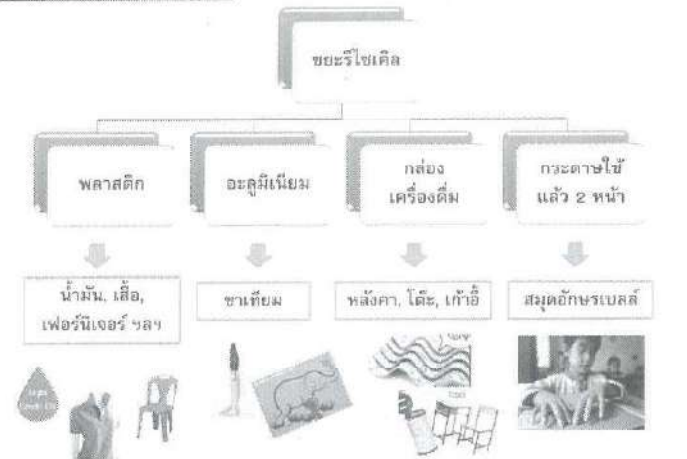 ขยะรีไซเคิล
พลาสติก
อะลูมิเนียม
กล่อง
เครื่องดื่ม
กระดาษใช้
แล้ว 2 หน้า
น้ำมัน, เสื้อ,
เฟอร์นิเจอร์ ฯลฯ
ขาเทียม
หลังคา, โต๊ะ, เก้าอี้
สมุดอักษรเบลล์